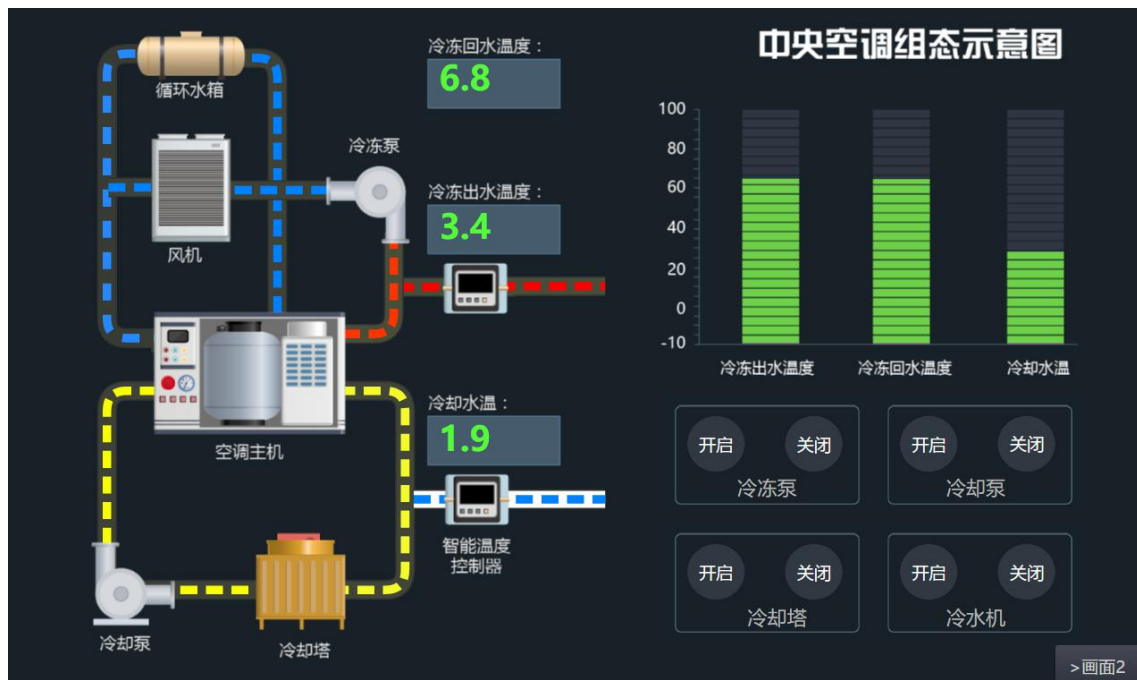 中央空调组态示意图
冷冻回水温度：
6.8
循环水箱
冷冻泵
冷冻出水温度：
3.4
风机
空调主机
冷却水温：
1.9
智能温度
控制器
冷却泵
冷却塔
100
80
60
40
20
0
-10
冷冻出水温度
冷冻回水温度
冷却水温
开启
关闭
冷冻泵
开启
关闭
冷却泵
开启
关闭
冷却塔
开启
关闭
冷水机
>画面2